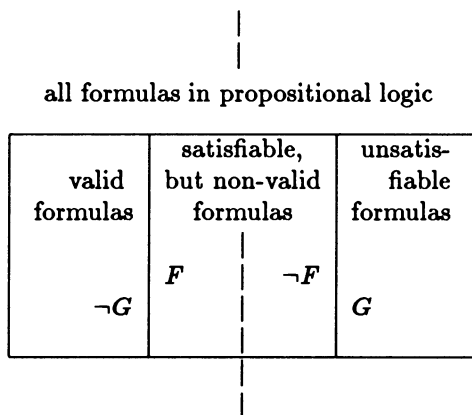 all formulas in propositional logic
valid
formulas
satisfiable,
but non-valid
formulas
unsatis-
fiable
formulas
F
¬F
¬G
G